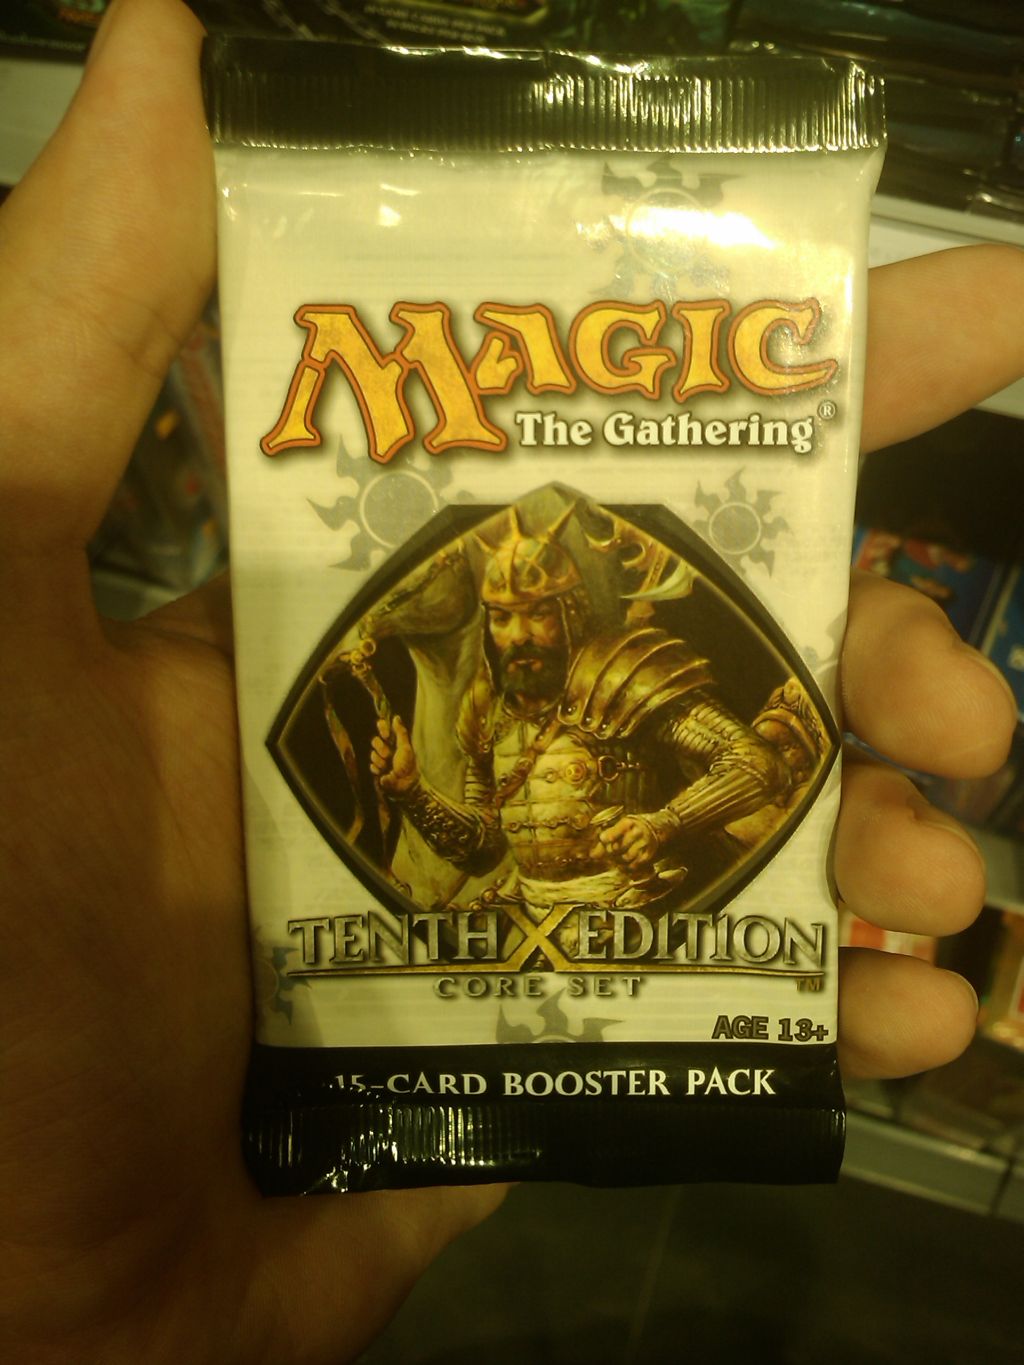 MAGIC
The Gathering®
TENTH X EDITION
CORE SET ™
AGE 13+
15-CARD BOOSTER PACK